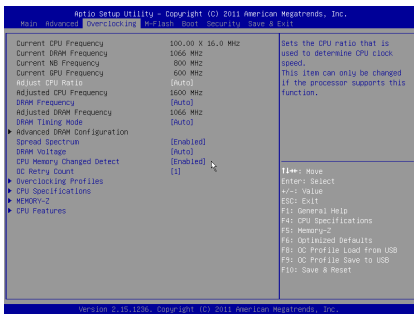 Aptio Setup Utility - Copyright (C) 2011 American Megatrends, Inc.
Main Advanced Overclocking M-Flash Boot Security Save & Exit
Current CPU Frequency 100.00 X 16.0 MHz
Current DRAM Frequency 1066 MHz
Current NB Frequency 800 MHz
Current GPU Frequency 600 MHz
Adjust CPU Ratio [Auto]
Adjusted CPU Frequency 1600 MHz
DRAM Frequency [Auto]
Adjusted DRAM Frequency 1066 MHz
DRAM Timing Mode [Auto]
Advanced DRAM Configuration
Spread Spectrum [Enabled]
DRAM Voltage [Auto]
CPU Memory Changed Detect [Enabled]
OC Retry Count [1]
Overclocking Profiles
CPU Specifications
MEMORY-Z
CPU Features
Sets the CPU ratio that is
used to determine CPU clock
speed.
This item can only be changed
if the processor supports this
function.
↑↓←→: Move
Enter: Select
+/-: Value
ESC: Exit
F1: General Help
F4: CPU Specifications
F5: Memory-Z
F6: Optimized Defaults
F8: OC Profile Load from USB
F9: OC Profile Save to USB
F10: Save & Reset
Version 2.15.1236. Copyright (C) 2011 American Megatrends, Inc.